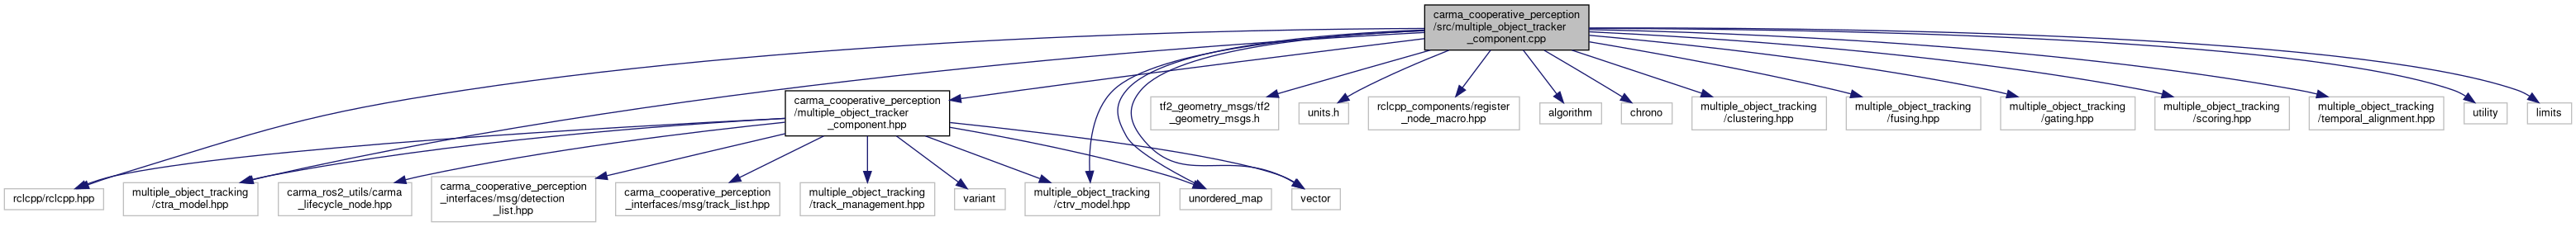 carma_cooperative_perception
/src/multiple_object_tracker
_component.cpp
carma_cooperative_perception
/multiple_object_tracker
_component.hpp
tf2_geometry_msgs/tf2
_geometry_msgs.h
units.h
rclcpp_components/register
_node_macro.hpp
algorithm
chrono
multiple_object_tracking
/clustering.hpp
multiple_object_tracking
/fusing.hpp
multiple_object_tracking
/gating.hpp
multiple_object_tracking
/scoring.hpp
multiple_object_tracking
/temporal_alignment.hpp
utility
limits
rclcpp/rclcpp.hpp
multiple_object_tracking
/ctra_model.hpp
carma_ros2_utils/carma
_lifecycle_node.hpp
carma_cooperative_perception
_interfaces/msg/detection
_list.hpp
carma_cooperative_perception
_interfaces/msg/track_list.hpp
multiple_object_tracking
/track_management.hpp
variant
multiple_object_tracking
/ctrv_model.hpp
unordered_map
vector